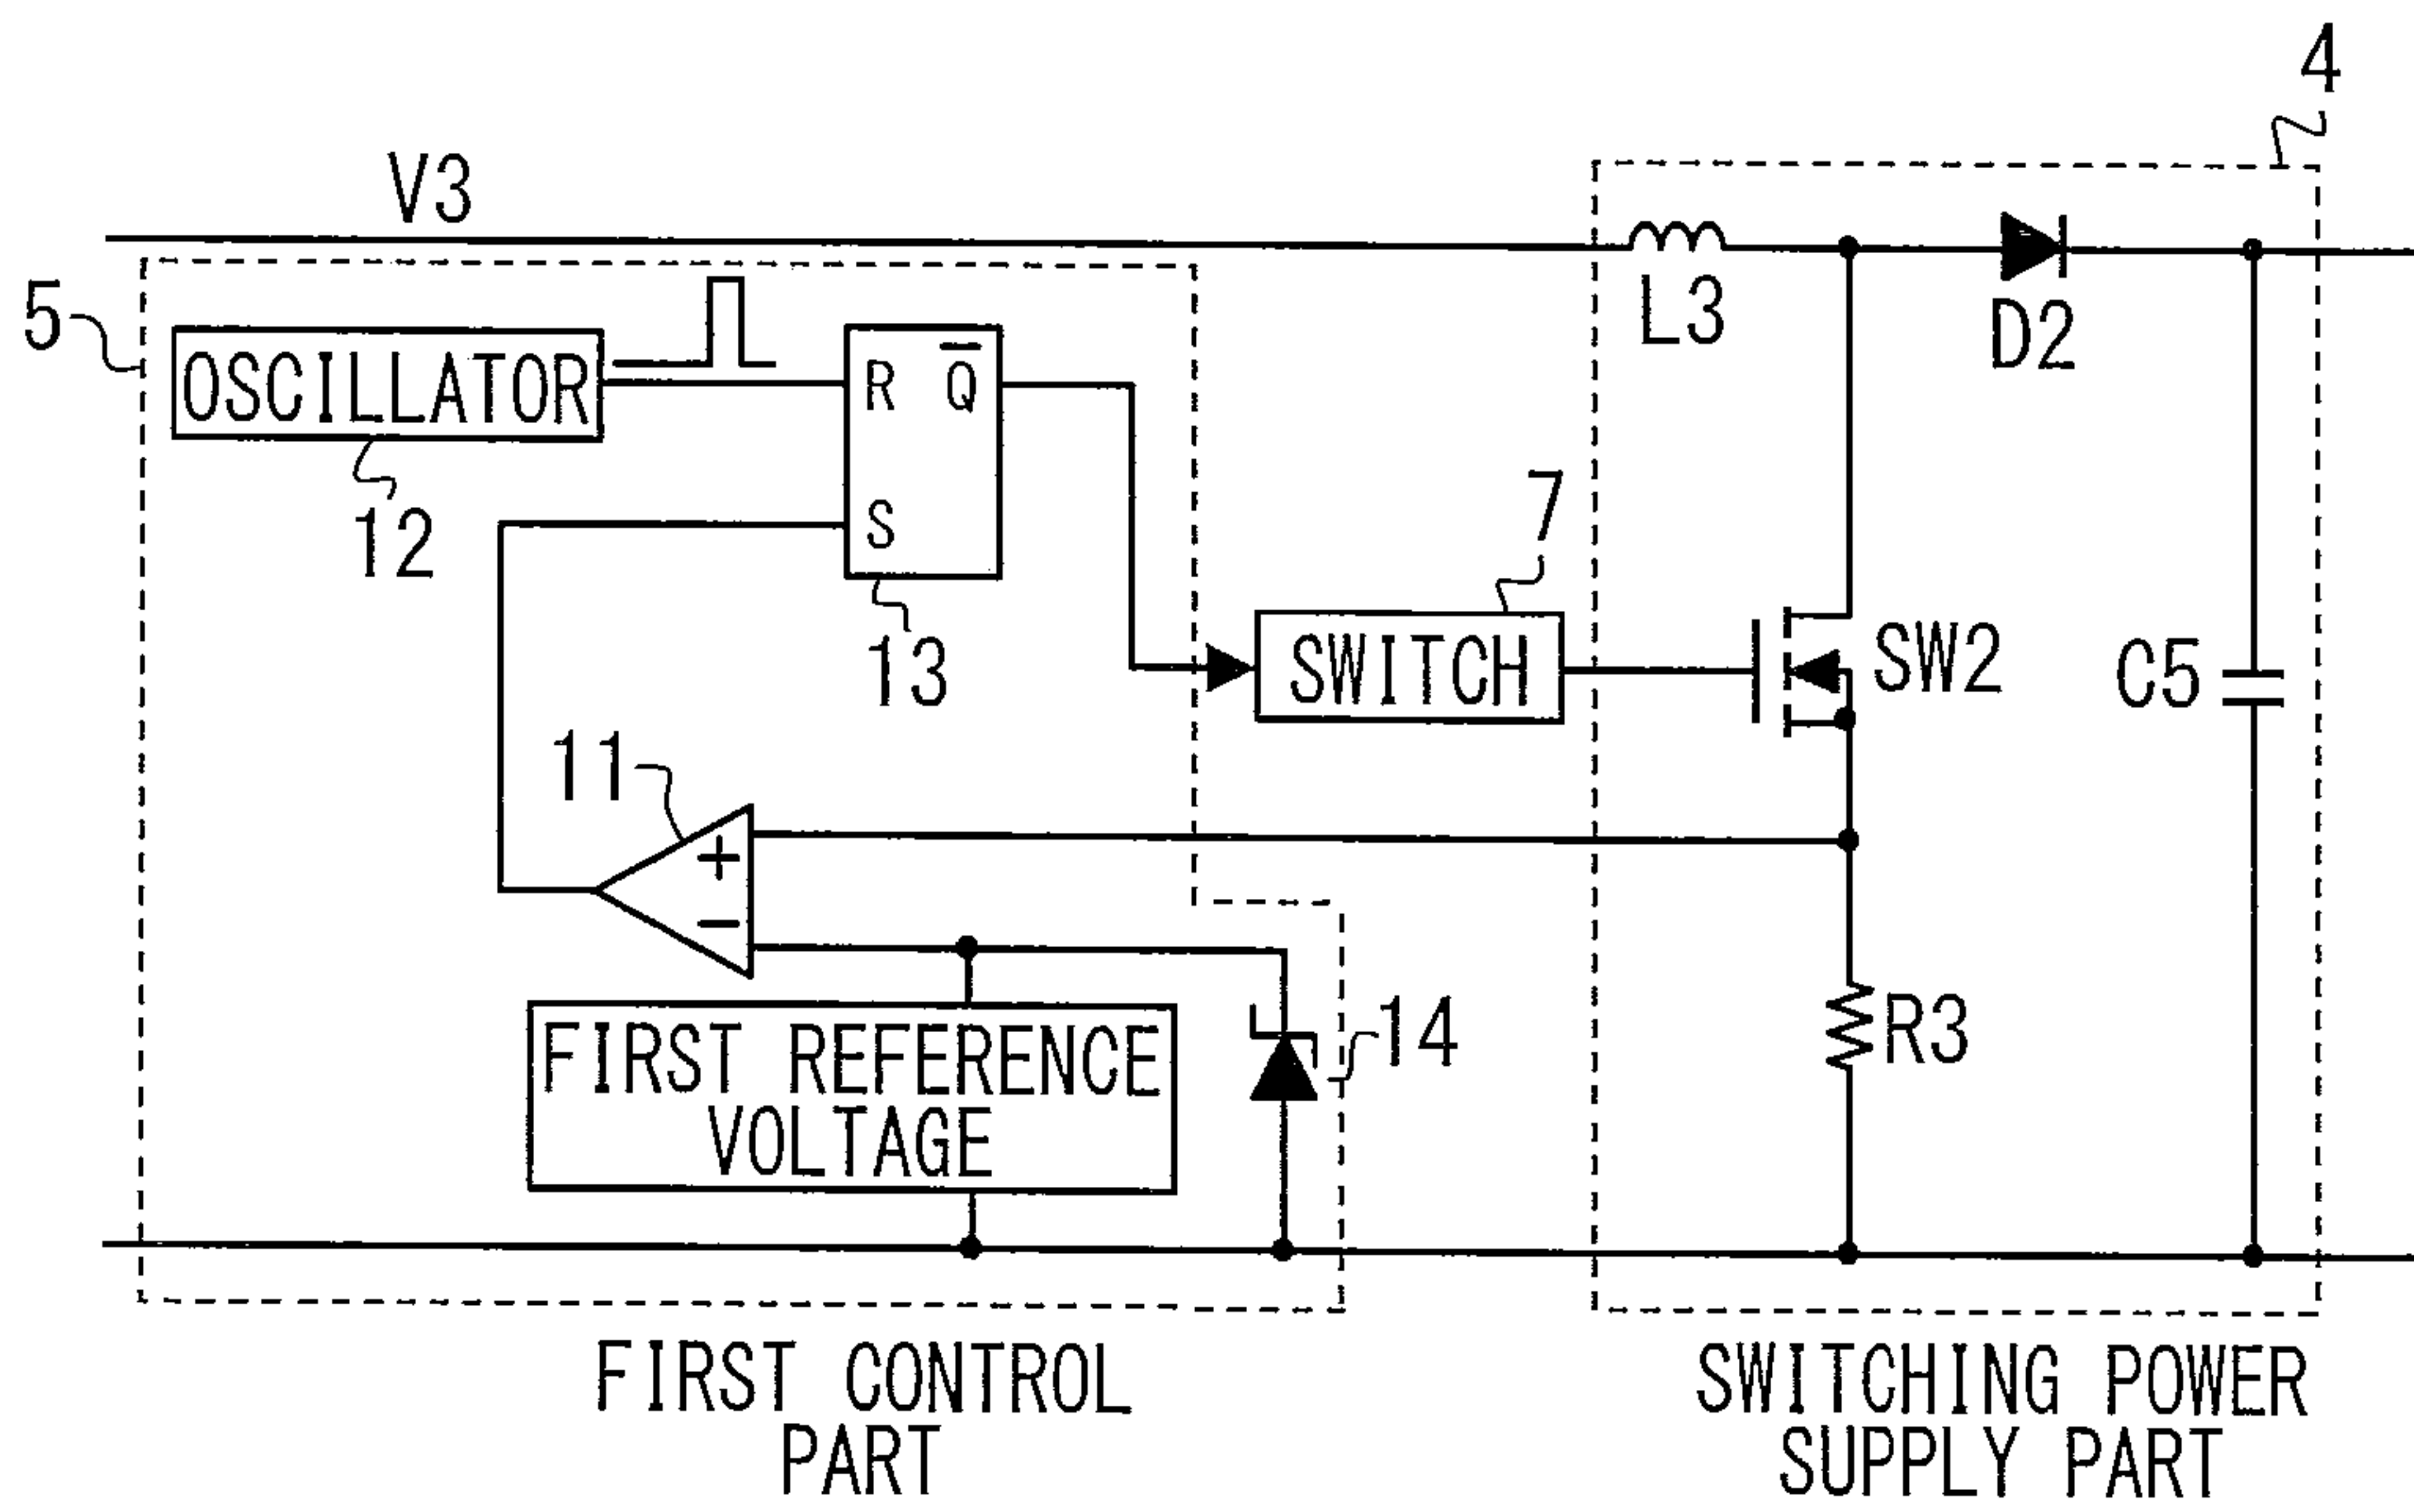 4
V3
5
L3
D2
OSCILLATOR
R
Q̅
12
S
7
13
SWITCH
SW2
C5
11
+
−
14
R3
FIRST REFERENCE
VOLTAGE
FIRST CONTROL
PART
SWITCHING POWER
SUPPLY PART